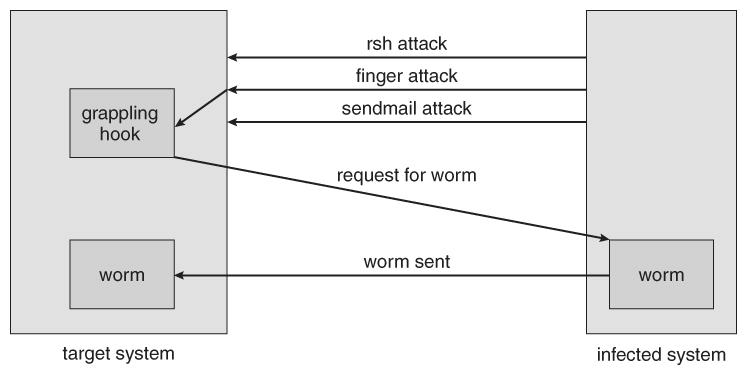 rsh attack
finger attack
sendmail attack
grappling
hook
request for worm
worm
worm sent
worm
target system
infected system